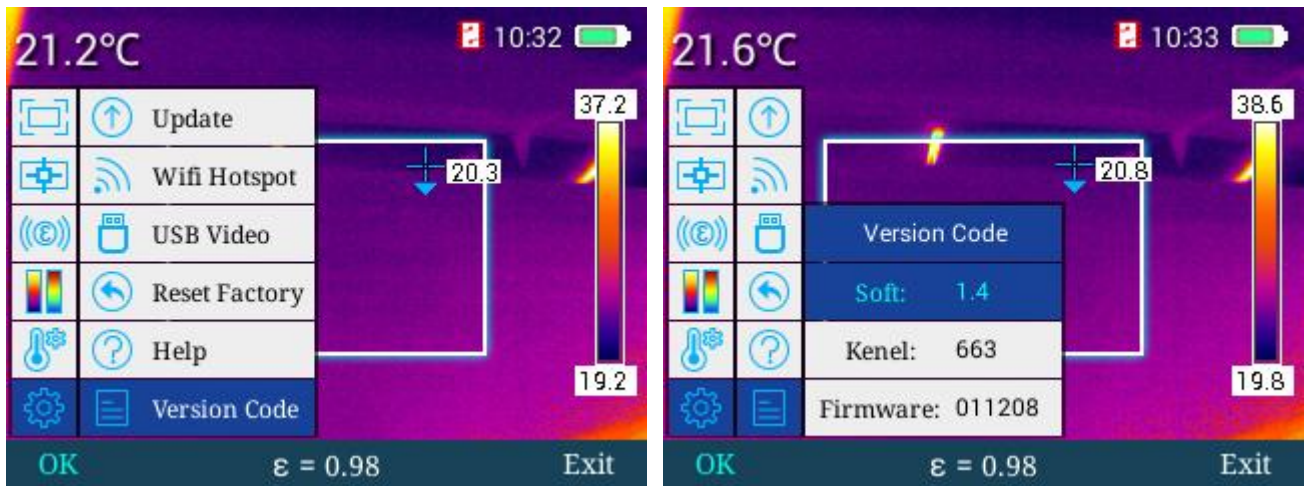 21.2°C 10:32
37.2
Update
Wifi Hotspot
20.3
USB Video
Reset Factory
Help
19.2
Version Code
OK ε = 0.98 Exit
21.6°C 10:33
38.6
20.8
Version Code
Soft: 1.4
Kenel: 663
19.8
Firmware: 011208
OK ε = 0.98 Exit